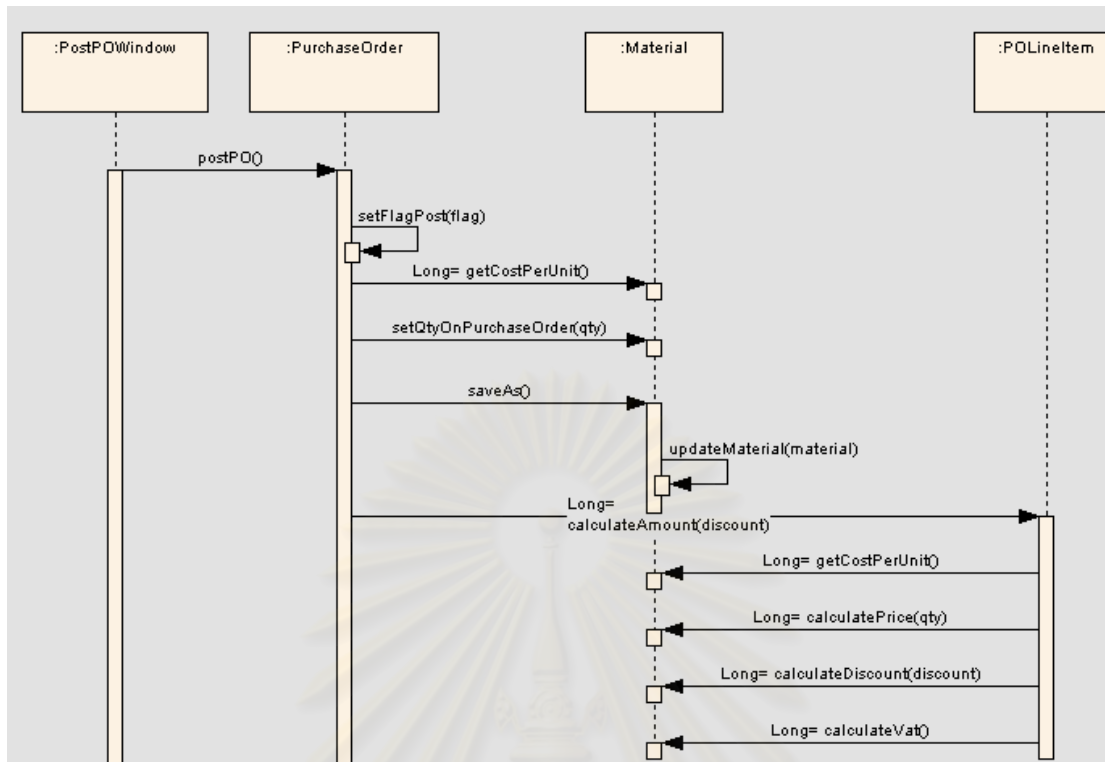 :PostPOWindow
:PurchaseOrder
:Material
:POLineItem
postPO()
setFlagPost(flag)
Long= getCostPerUnit()
setQtyOnPurchaseOrder(qty)
saveAs()
updateMaterial(material)
Long=
calculateAmount(discount)
Long= getCostPerUnit()
Long= calculatePrice(qty)
Long= calculateDiscount(discount)
Long= calculateVat()